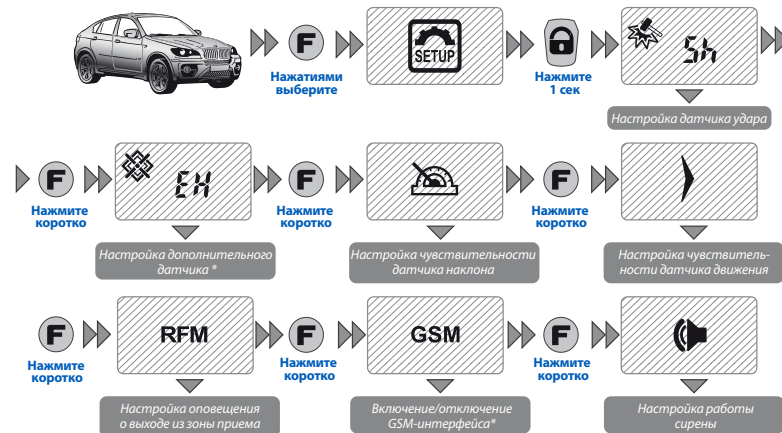 F
SETUP
Sh
Нажатиями
выберите
Нажмите
1 сек
Настройка датчика удара
F
EH
F
F
Нажмите
коротко
Нажмите
коротко
Нажмите
коротко
Настройка дополнительного
датчика *
Настройка чувствительности
датчика наклона
Настройка чувствитель-
ности датчика движения
F
RFM
F
GSM
F
Нажмите
коротко
Нажмите
коротко
Нажмите
коротко
Настройка оповещения
о выходе из зоны приема
Включение/отключение
GSM-интерфейса*
Настройка работы
сирены